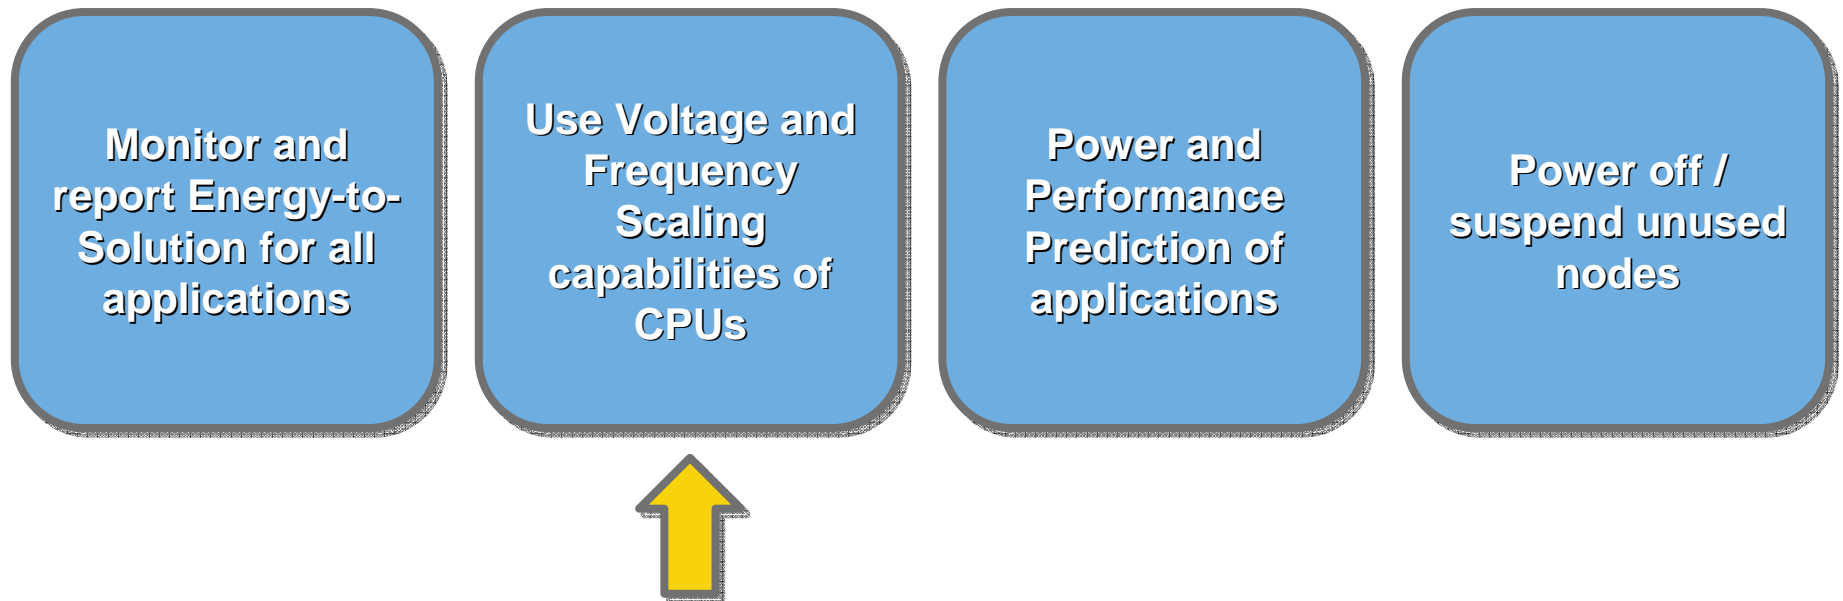 Monitor and
report Energy-to-
Solution for all
applications
Use Voltage and
Frequency
Scaling
capabilities of
CPUs
Power and
Performance
Prediction of
applications
Power off /
suspend unused
nodes